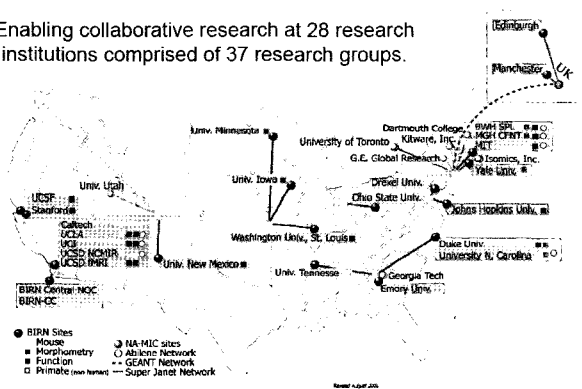 Enabling collaborative research at 28 research
institutions comprised of 37 research groups.
Edinburgh
Manchester
UK
Dartmouth College
Kitware, Inc.
BWH SPL
MGH CFNT
MIT
Univ. Minnesota
University of Toronto
G.E. Global Research
Isomics, Inc.
Yale Univ.
Univ. Utah
Univ. Iowa
Drexel Univ.
Ohio State Univ.
Johns Hopkins Univ.
UCSF
Stanford
Caltech
UCLA
UCI
UCSD NCMIR
UCSD fMRI
Washington Univ., St. Louis
Univ. New Mexico
Duke Univ.
University N. Carolina
Univ. Tennesse
Georgia Tech
Emory Univ.
BIRN Central-NOC
BIRN-CC
BIRN Sites
Mouse
Morphometry
Function
Primate (non human)
NA-MIC sites
Abilene Network
GEANT Network
Super Janet Network